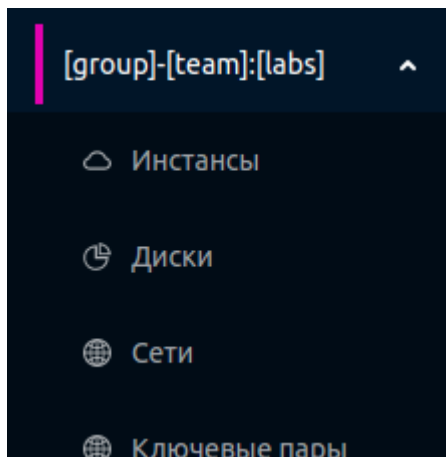 [group]-[team]:[labs]
Инстансы
Диски
Сети
Ключевые пары